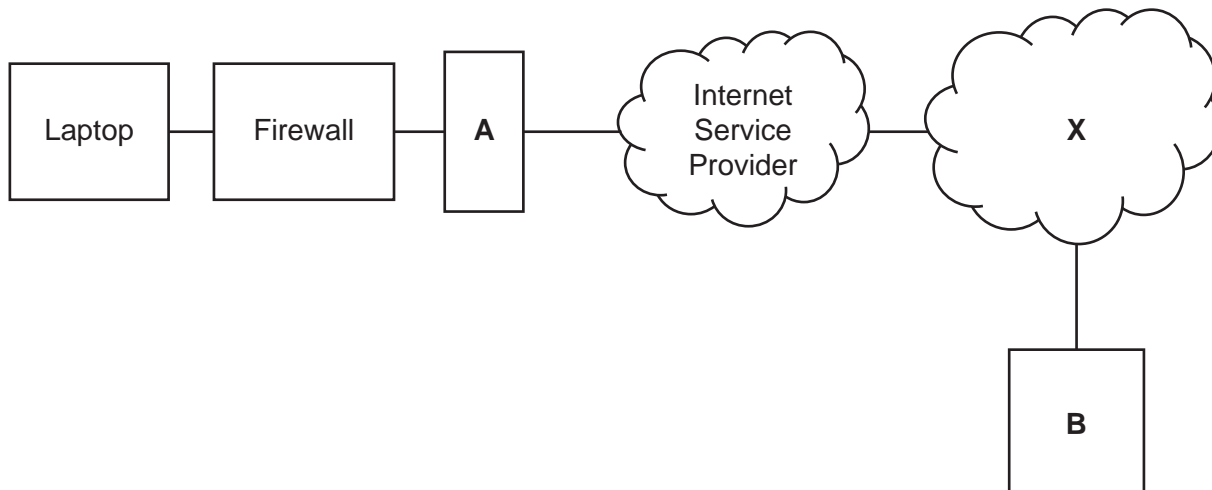 Laptop
Firewall
A
Internet
Service
Provider
X
B